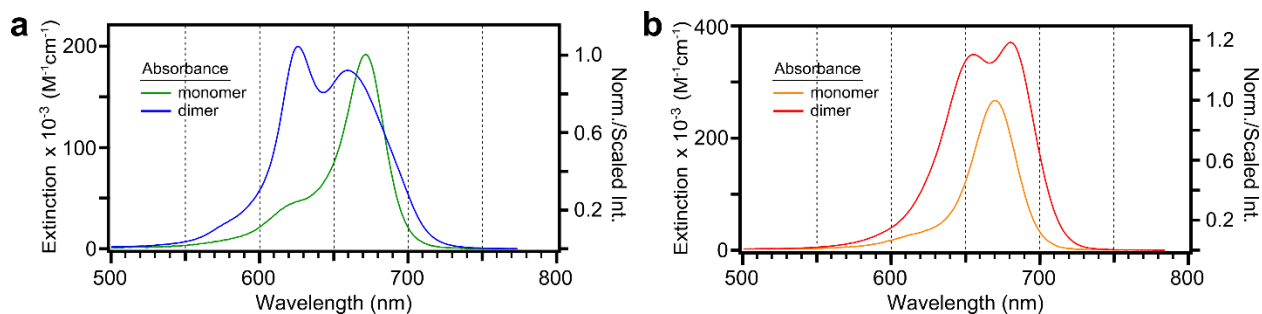 a
Extinction x 10⁻³ (M⁻¹cm⁻¹)
200
100
0
Absorbance
monomer
dimer
1.0
0.6
0.2
Norm./Scaled Int.
500
600
700
800
Wavelength (nm)
b
Extinction x 10⁻³ (M⁻¹cm⁻¹)
400
200
0
Absorbance
monomer
dimer
1.2
1.0
0.6
0.2
Norm./Scaled Int.
500
600
700
800
Wavelength (nm)